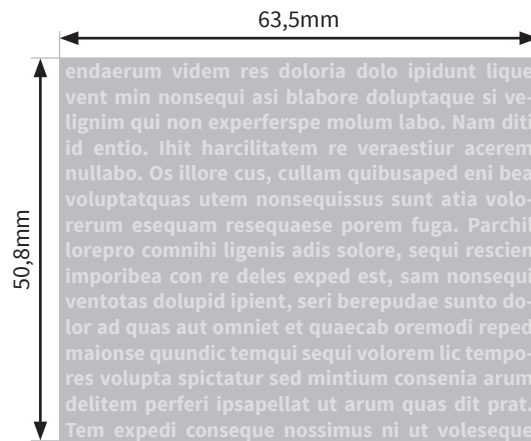 63,5mm
50,8mm
endaerum videm res doloria dolo ipidunt lique
vent min nonsequi asi blabore doluptaque si ve-
lignim qui non experferspe molum labo. Nam diti
id entio. Ihit harcilitatem re veraestiur acerem
nullabo. Os illore cus, cullam quibusaped eni bea
voluptatquas utem nonsequissus sunt atia volo-
rerum esequam resequaese porem fuga. Parchil
lorepro comnihi ligenis adis solore, sequi rescien
imporibea con re deles exped est, sam nonsequi
ventotas dolupid ipient, seri berepudae sunto do-
lor ad quas aut omniet et quaecab oremodi reped
maionse quundic temqui sequi volorem lic tempo-
res volupta spictatur sed mintium consenia arum
delitem perferi ipsapellat ut arum quas dit prat.
Tem expedi conseque nossimus ni ut volesequ